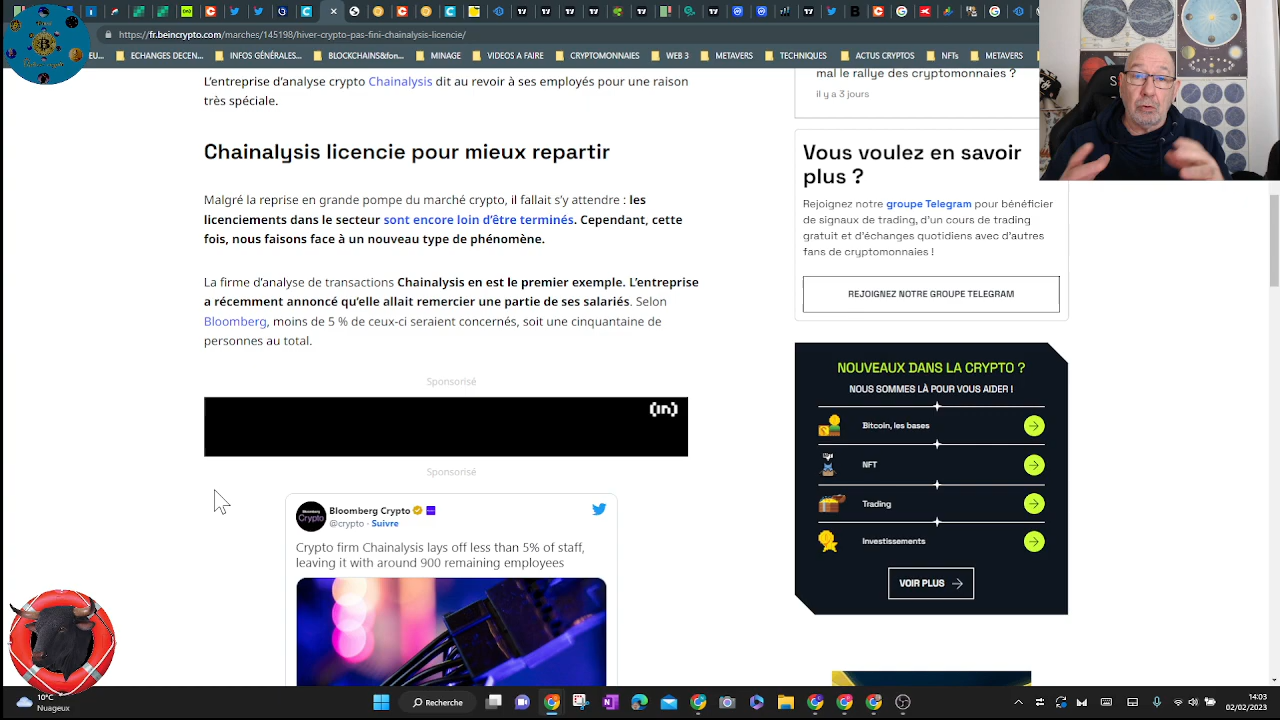 https://fr.beincrypto.com/marches/145198/hiver-crypto-pas-fini-chainalysis-licencie/
EU...
ECHANGES DECEN...
INFOS GÉNÉRALES...
BLOCKCHAINS&tion...
MINAGE
VIDEOS A FAIRE
CRYPTOMONNAIES
WEB 3
METAVERS
TECHNIQUES
ACTUS CRYPTOS
NFTs
METAVERS
L'entreprise d'analyse crypto Chainalysis dit au revoir à ses employés pour une raison
très spéciale.
Chainalysis licencie pour mieux repartir
Malgré la reprise en grande pompe du marché crypto, il fallait s'y attendre : les
licenciements dans le secteur sont encore loin d'être terminés. Cependant, cette
fois, nous faisons face à un nouveau type de phénomène.
La firme d'analyse de transactions Chainalysis en est le premier exemple. L'entreprise
a récemment annoncé qu'elle allait remercier une partie de ses salariés. Selon
Bloomberg, moins de 5 % de ceux-ci seraient concernés, soit une cinquantaine de
personnes au total.
Sponsorisé
(in)
Sponsorisé
Bloomberg Crypto
@crypto · Suivre
Crypto firm Chainalysis lays off less than 5% of staff,
leaving it with around 900 remaining employees
mal le rallye des cryptomonnaies ?
il y a 3 jours
Vous voulez en savoir
plus ?
Rejoignez notre groupe Telegram pour bénéficier
de signaux de trading, d'un cours de trading
gratuit et d'échanges quotidiens avec d'autres
fans de cryptomonnaies !
REJOIGNEZ NOTRE GROUPE TELEGRAM
NOUVEAUX DANS LA CRYPTO ?
NOUS SOMMES LÀ POUR VOUS AIDER !
Bitcoin, les bases
NFT
Trading
Investissements
VOIR PLUS
10°C
Nuageux
Recherche
14:03
02/02/2023